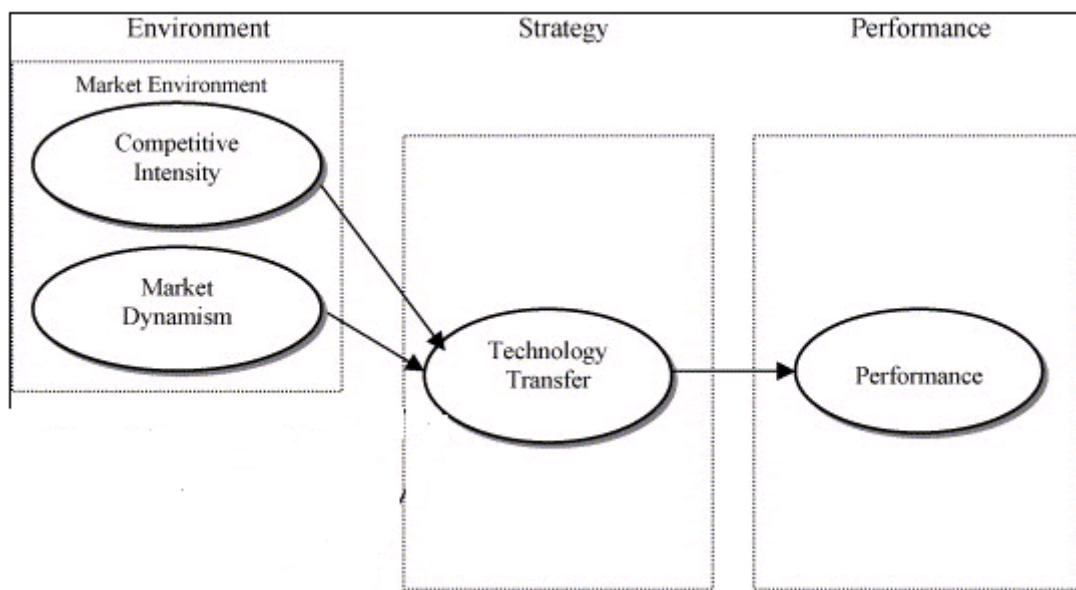 Environment
Strategy
Performance
Market Environment
Competitive
Intensity
Market
Dynamism
Technology
Transfer
Performance